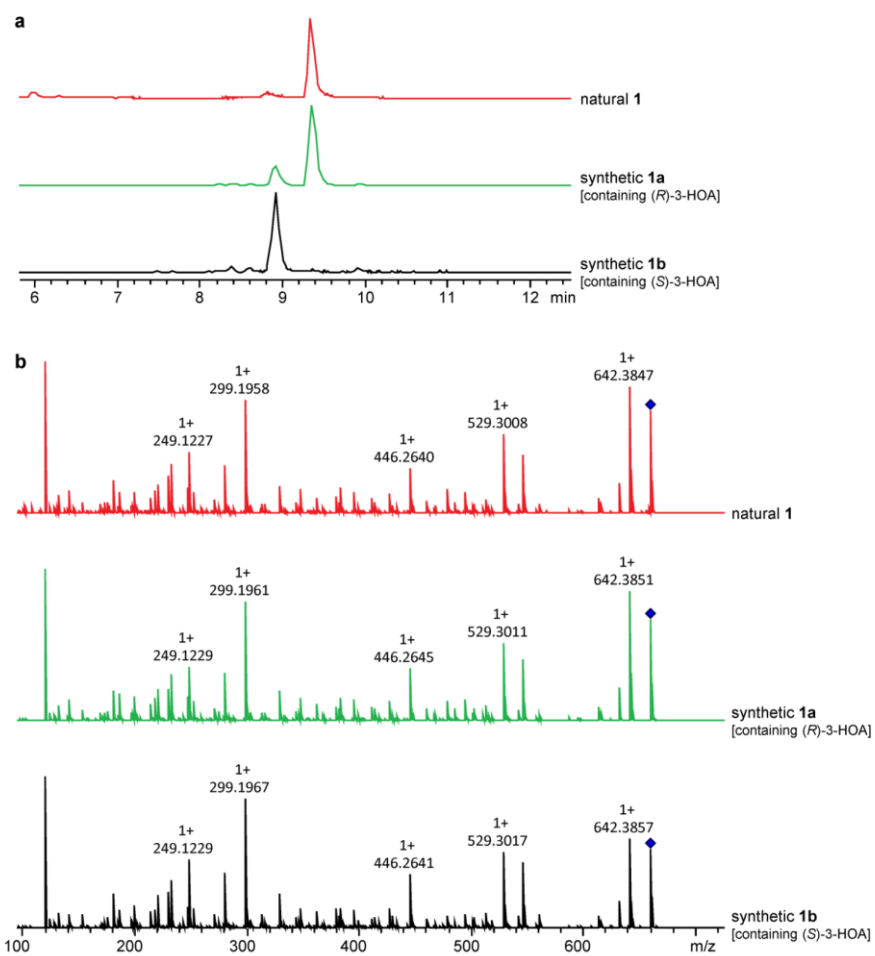 a
natural 1
synthetic 1a
[containing (R)-3-HOA]
synthetic 1b
[containing (S)-3-HOA]
6 7 8 9 10 11 12 min
b
1+ 1+ 1+ 1+ 1+
249.1227 299.1958 446.2640 529.3008 642.3847
natural 1
1+ 1+ 1+ 1+ 1+
249.1229 299.1961 446.2645 529.3011 642.3851
synthetic 1a
[containing (R)-3-HOA]
1+ 1+ 1+ 1+ 1+
249.1229 299.1967 446.2641 529.3017 642.3857
synthetic 1b
[containing (S)-3-HOA]
100 200 300 400 500 600 m/z